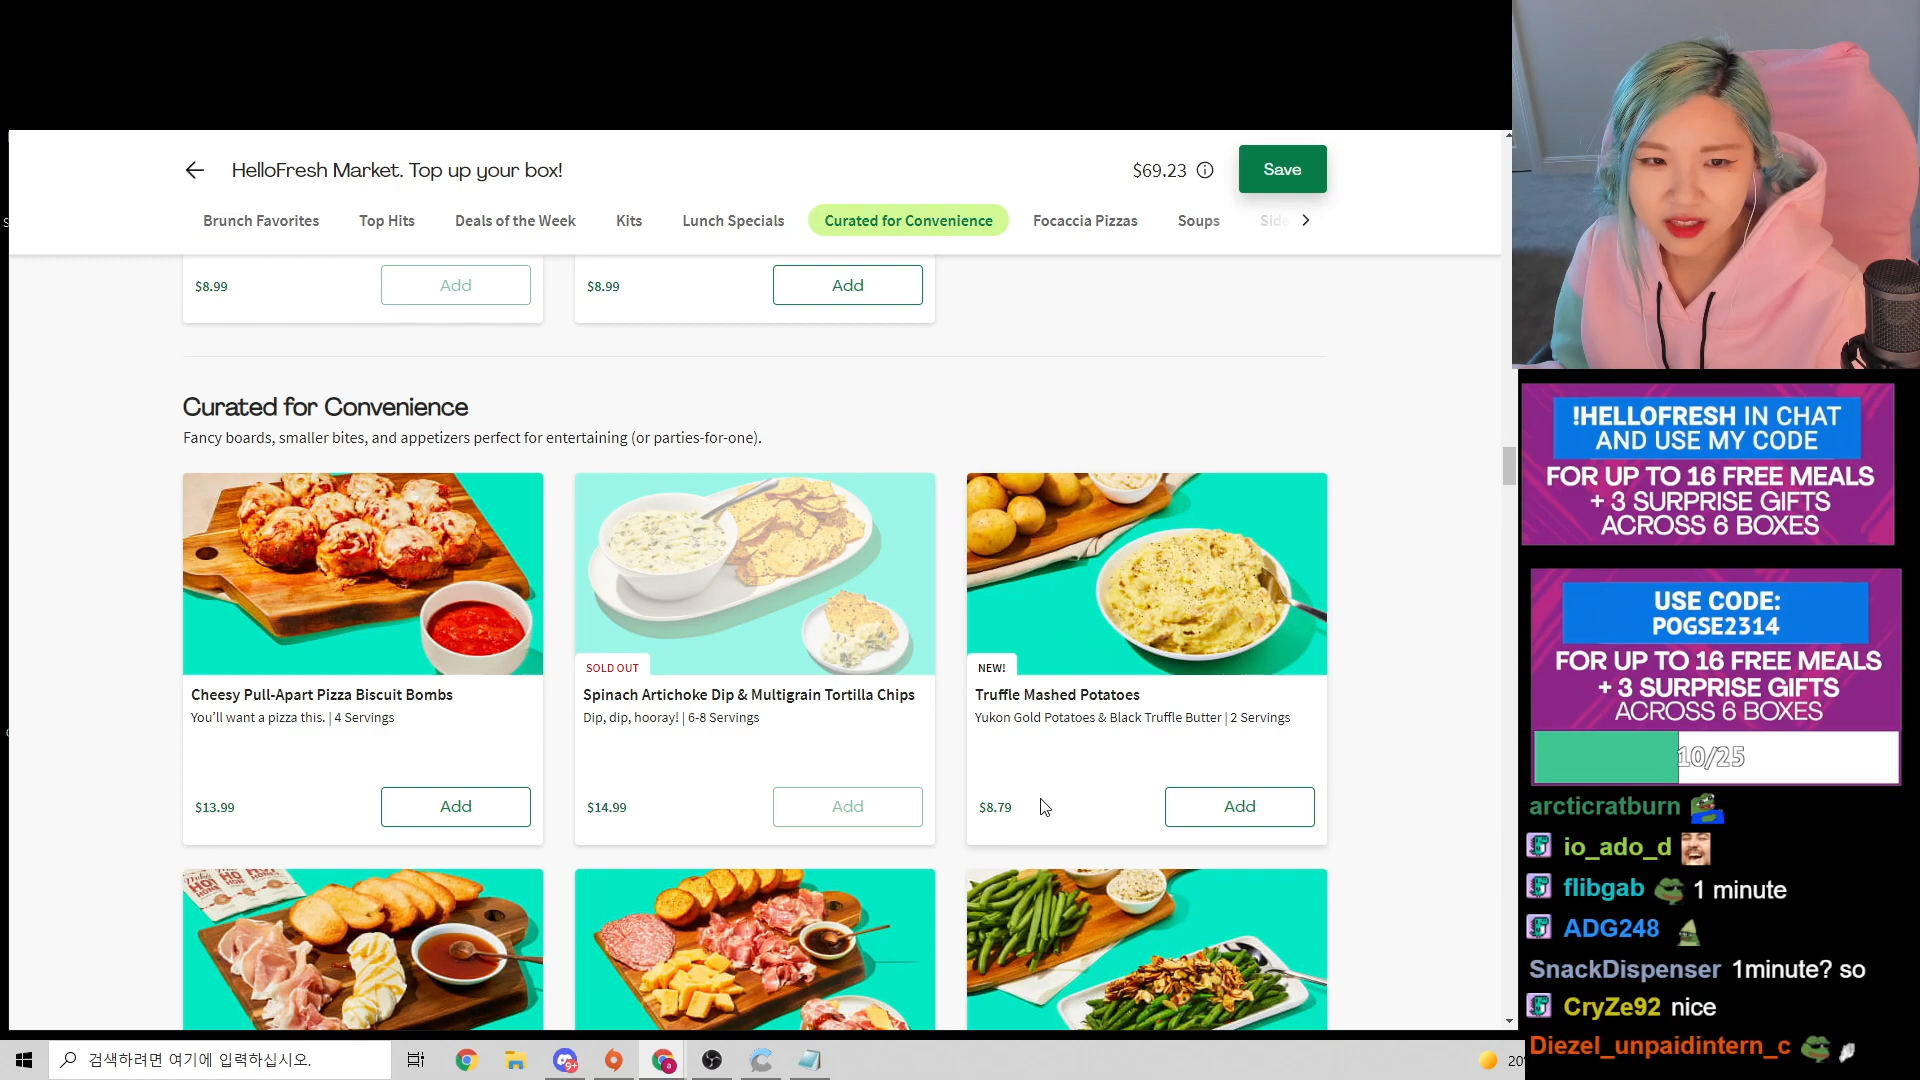 HelloFresh Market. Top up your box!
$69.23
Save
Brunch Favorites
Top Hits
Deals of the Week
Kits
Lunch Specials
Curated for Convenience
Focaccia Pizzas
Soups
$8.99
Add
$8.99
Add
Curated for Convenience
Fancy boards, smaller bites, and appetizers perfect for entertaining (or parties-for-one).
SOLD OUT
NEW!
Cheesy Pull-Apart Pizza Biscuit Bombs
You'll want a pizza this. | 4 Servings
$13.99
Add
Spinach Artichoke Dip & Multigrain Tortilla Chips
Dip, dip, hooray! | 6-8 Servings
$14.99
Add
Truffle Mashed Potatoes
Yukon Gold Potatoes & Black Truffle Butter | 2 Servings
$8.79
Add
!HELLOFRESH IN CHAT
AND USE MY CODE
FOR UP TO 16 FREE MEALS
+ 3 SURPRISE GIFTS
ACROSS 6 BOXES
USE CODE:
POGSE2314
FOR UP TO 16 FREE MEALS
+ 3 SURPRISE GIFTS
ACROSS 6 BOXES
10/25
arcticratburn
io_ado_d
flibgab 1 minute
ADG248
SnackDispenser 1minute? so
CryZe92 nice
Diezel_unpaidintern_c
검색하려면 여기에 입력하십시오.
9+